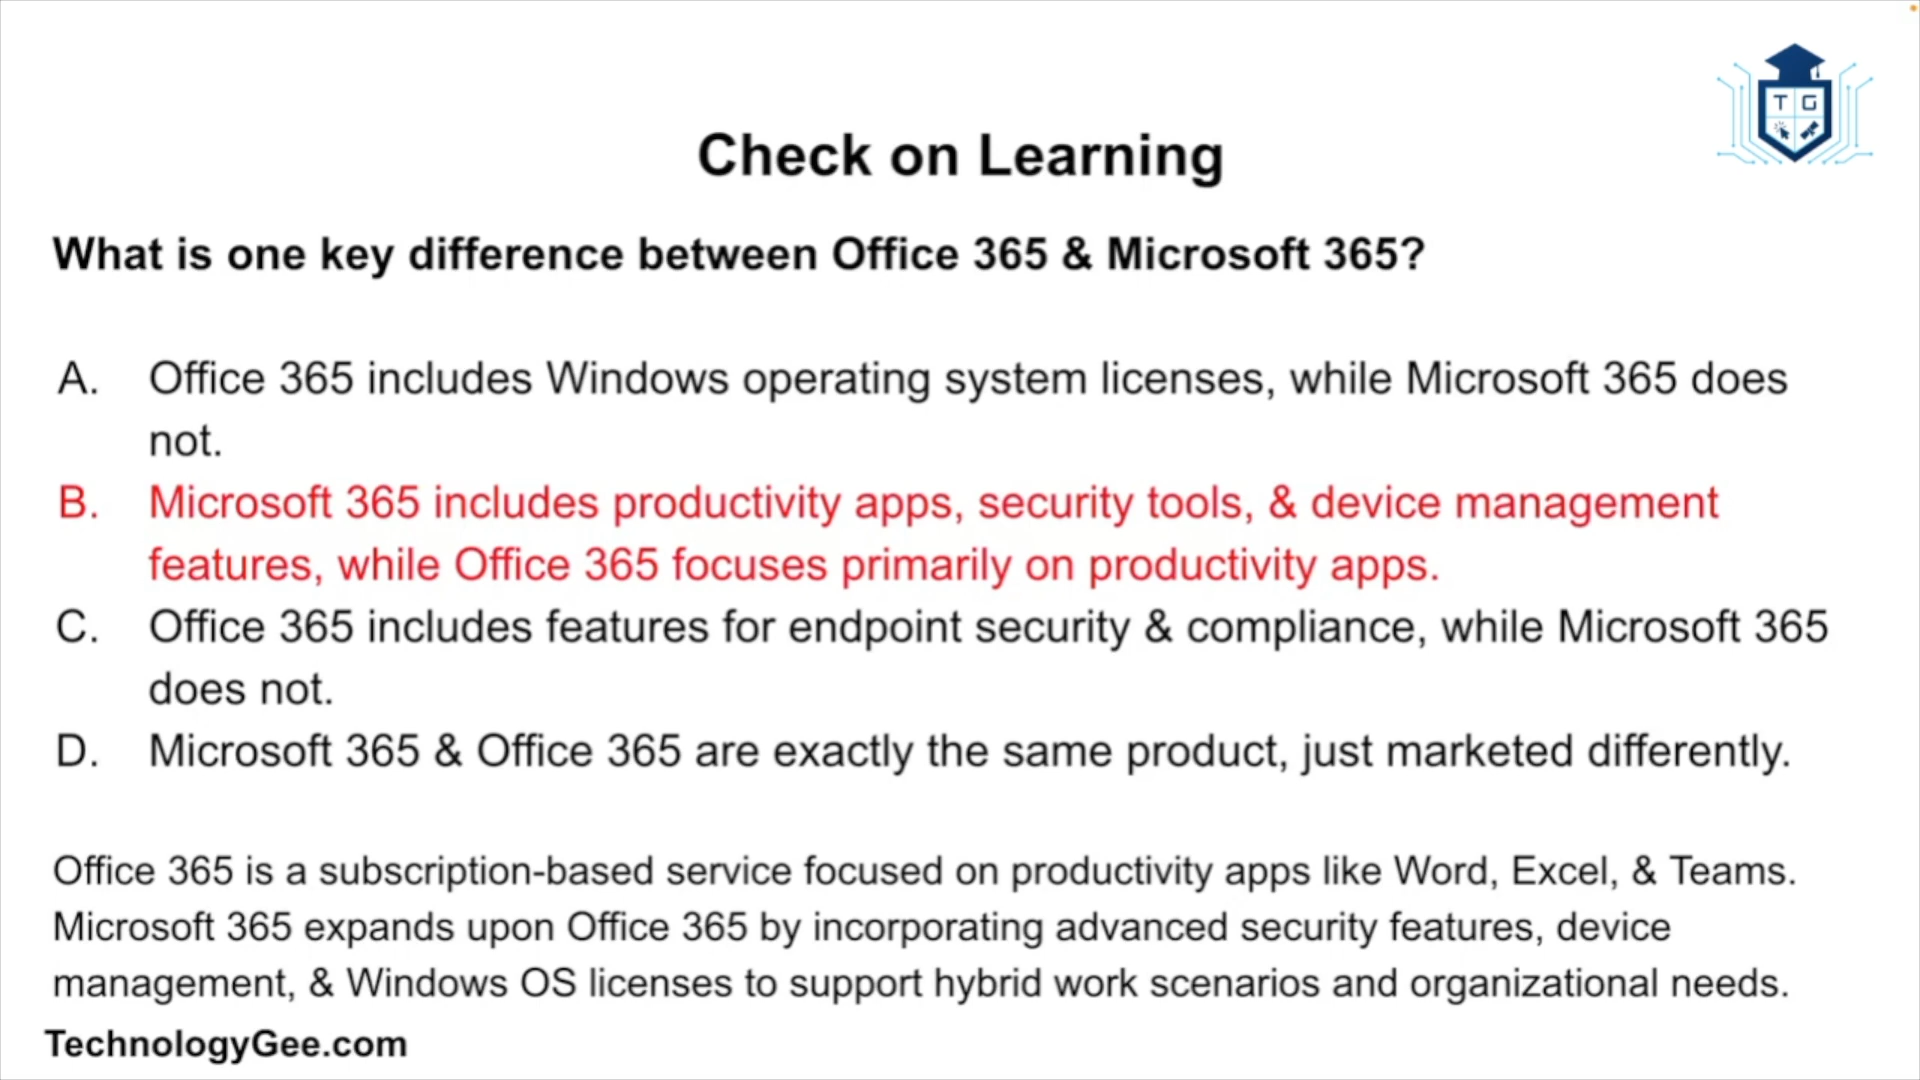 T G
Check on Learning
What is one key difference between Office 365 & Microsoft 365?
A. Office 365 includes Windows operating system licenses, while Microsoft 365 does
not.
B. Microsoft 365 includes productivity apps, security tools, & device management
features, while Office 365 focuses primarily on productivity apps.
C. Office 365 includes features for endpoint security & compliance, while Microsoft 365
does not.
D. Microsoft 365 & Office 365 are exactly the same product, just marketed differently.
Office 365 is a subscription-based service focused on productivity apps like Word, Excel, & Teams.
Microsoft 365 expands upon Office 365 by incorporating advanced security features, device
management, & Windows OS licenses to support hybrid work scenarios and organizational needs.
TechnologyGee.com